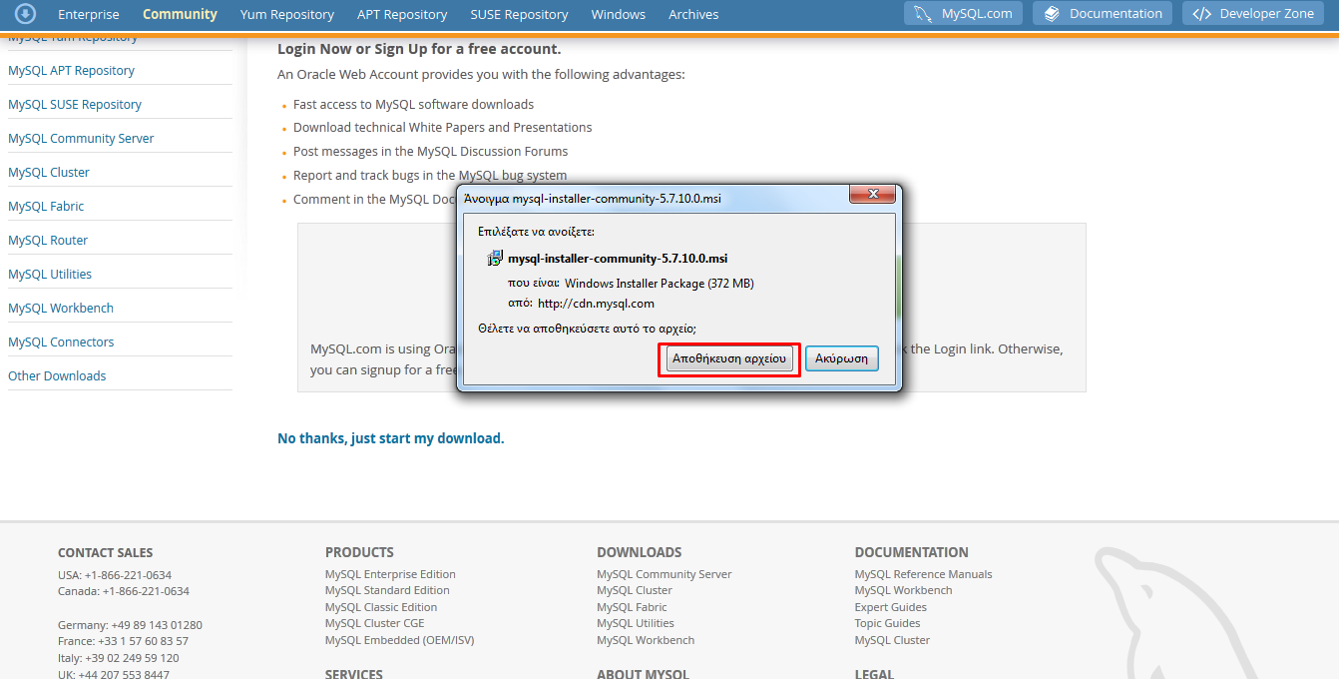 Enterprise Community Yum Repository APT Repository SUSE Repository Windows Archives MySQL.com Documentation Developer Zone
MySQL Yum Repository
MySQL APT Repository
MySQL SUSE Repository
MySQL Community Server
MySQL Cluster
MySQL Fabric
MySQL Router
MySQL Utilities
MySQL Workbench
MySQL Connectors
Other Downloads
Login Now or Sign Up for a free account.
An Oracle Web Account provides you with the following advantages:
Fast access to MySQL software downloads
Download technical White Papers and Presentations
Post messages in the MySQL Discussion Forums
Report and track bugs in the MySQL bug system
Comment in the MySQL Doc
Άνοιγμα mysql-installer-community-5.7.10.0.msi
Επιλέξατε να ανοίξετε:
mysql-installer-community-5.7.10.0.msi
που είναι: Windows Installer Package (372 MB)
από: http://cdn.mysql.com
Θέλετε να αποθηκεύσετε αυτό το αρχείο;
Αποθήκευση αρχείου Ακύρωση
MySQL.com is using Ora k the Login link. Otherwise,
you can signup for a free
No thanks, just start my download.
CONTACT SALES
USA: +1-866-221-0634
Canada: +1-866-221-0634
Germany: +49 89 143 01280
France: +33 1 57 60 83 57
Italy: +39 02 249 59 120
UK: +44 207 553 8447
PRODUCTS
MySQL Enterprise Edition
MySQL Standard Edition
MySQL Classic Edition
MySQL Cluster CGE
MySQL Embedded (OEM/ISV)
SERVICES
DOWNLOADS
MySQL Community Server
MySQL Cluster
MySQL Fabric
MySQL Utilities
MySQL Workbench
ABOUT MYSQL
DOCUMENTATION
MySQL Reference Manuals
MySQL Workbench
Expert Guides
Topic Guides
MySQL Cluster
LEGAL